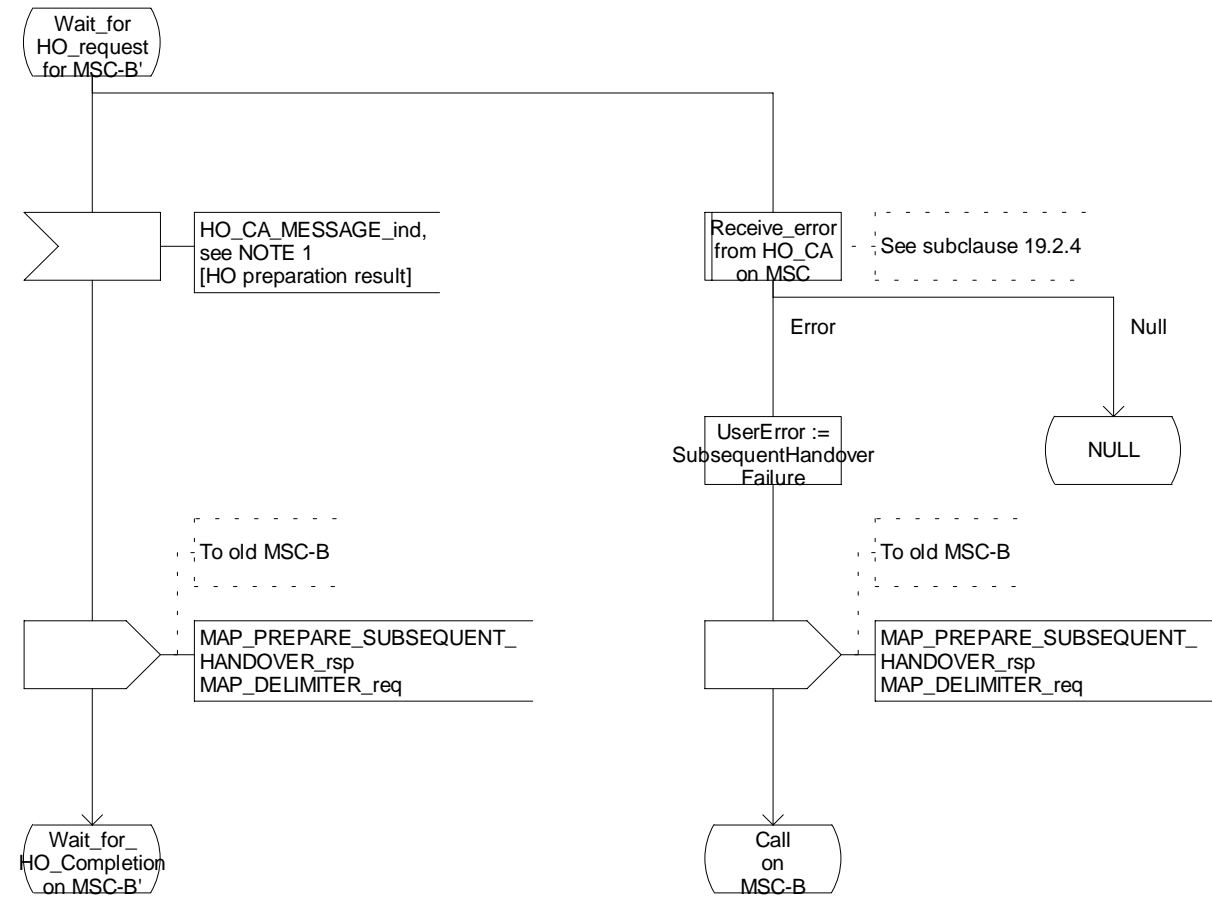 Wait_for
HO_request
for MSC-B'
HO_CA_MESSAGE_ind,
see NOTE 1
[HO preparation result]
Receive_error
from HO_CA
on MSC
See subclause 19.2.4
Error
Null
UserError :=
SubsequentHandover
Failure
NULL
To old MSC-B
To old MSC-B
MAP_PREPARE_SUBSEQUENT_
HANDOVER_rsp
MAP_DELIMITER_req
MAP_PREPARE_SUBSEQUENT_
HANDOVER_rsp
MAP_DELIMITER_req
Wait_for_
HO_Completion
on MSC-B'
Call
on
MSC-B